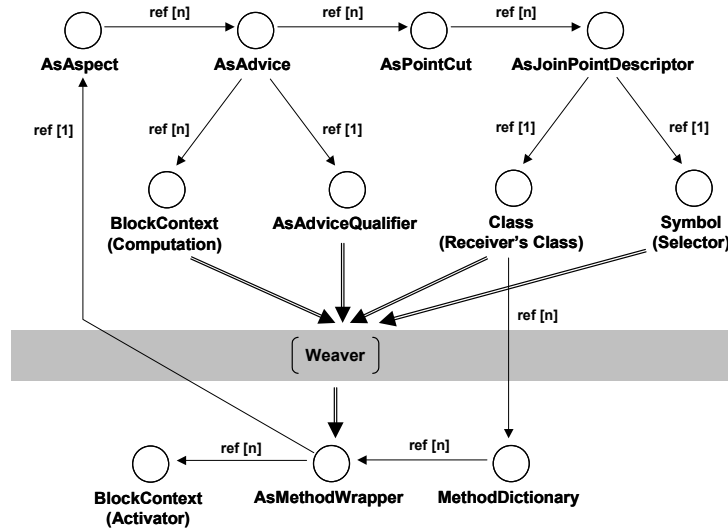 ref [n]
ref [n]
ref [n]
AsAspect
AsAdvice
AsPointCut
AsJoinPointDescriptor
ref [1]
ref [n]
ref [1]
ref [1]
ref [1]
BlockContext
(Computation)
AsAdviceQualifier
Class
(Receiver's Class)
Symbol
(Selector)
ref [n]
Weaver
ref [n]
ref [n]
BlockContext
(Activator)
AsMethodWrapper
MethodDictionary